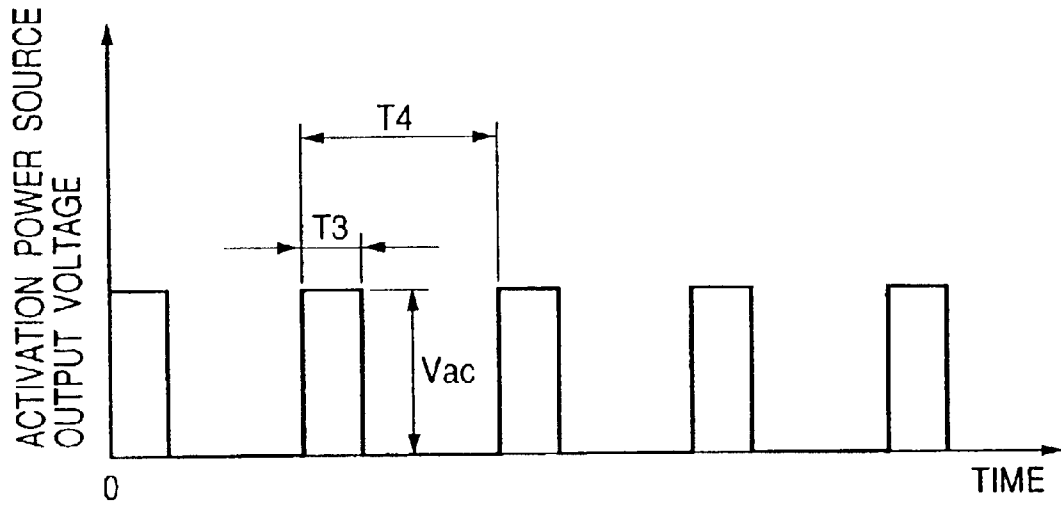 ACTIVATION POWER SOURCE
OUTPUT VOLTAGE
T4
T3
Vac
0
TIME